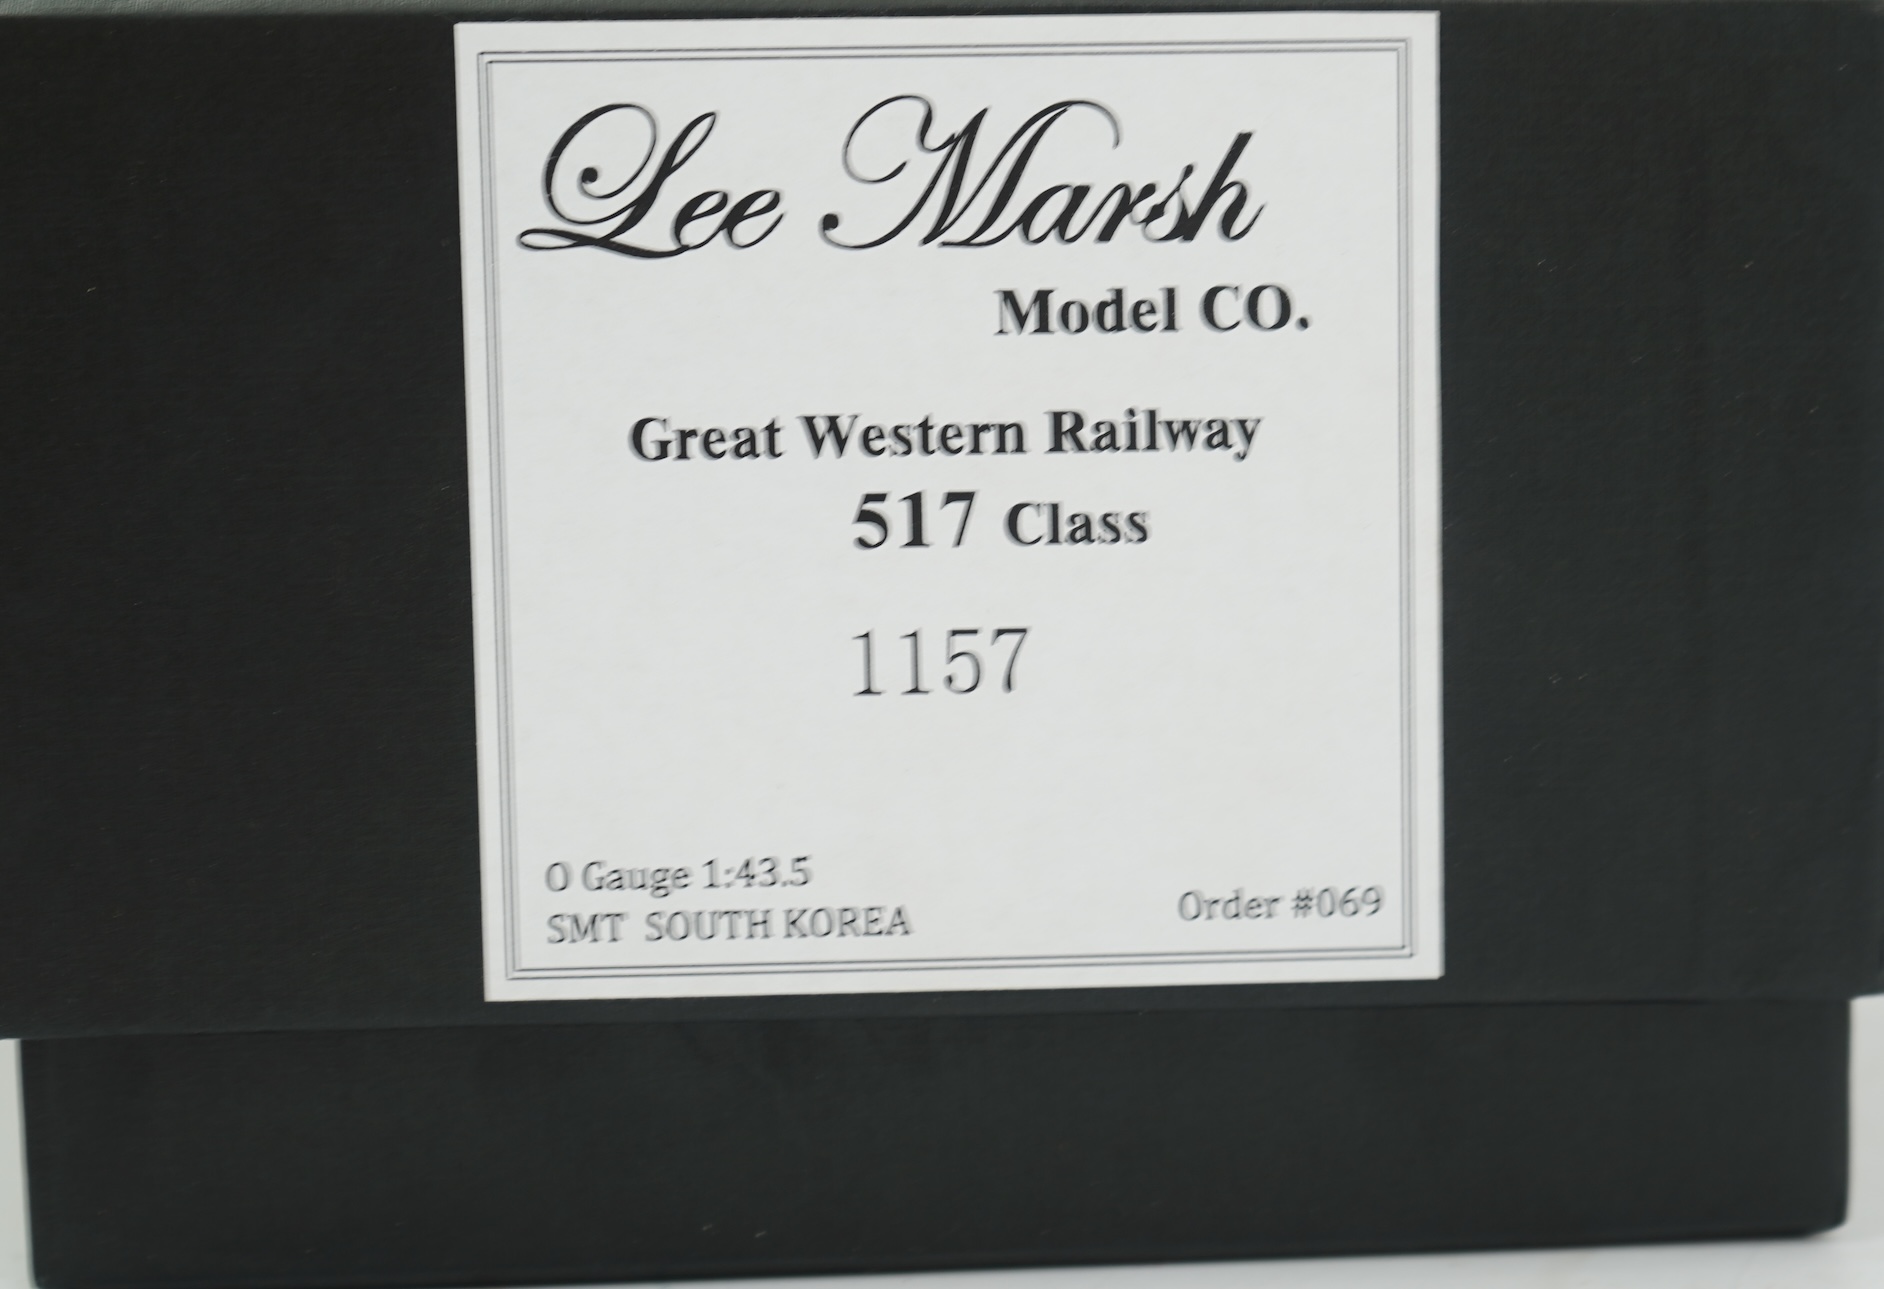 Lee Marsh
Model CO.
Great Western Railway
517 Class
1157
O Gauge 1:43.5
SMT SOUTH KOREA
Order #069